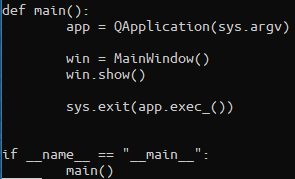 def main():
        app = QApplication(sys.argv)

        win = MainWindow()
        win.show()

        sys.exit(app.exec_())


if __name__ == "__main__":
        main()